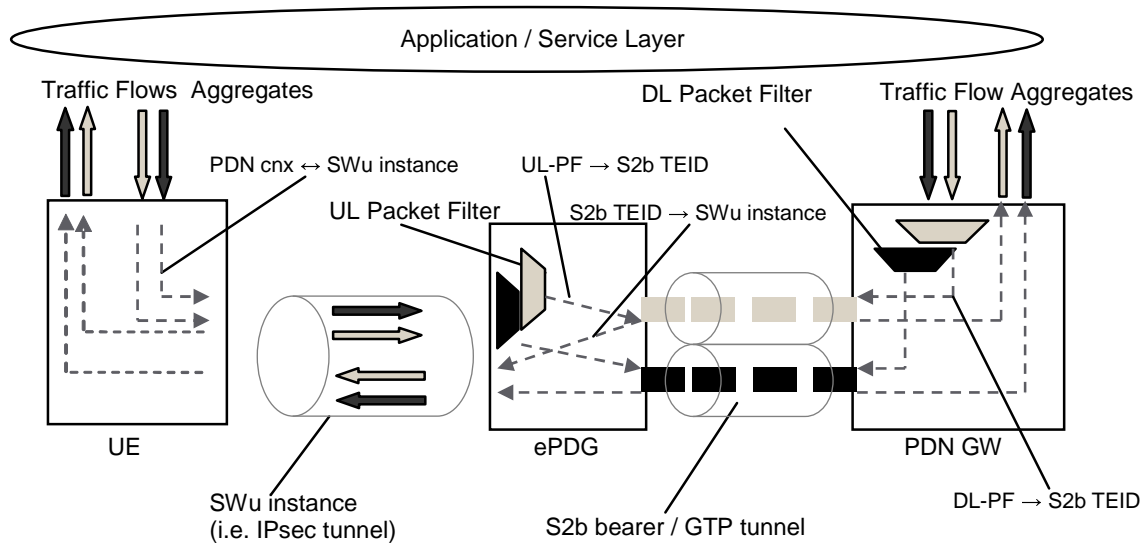 Application / Service Layer
Traffic Flows Aggregates
DL Packet Filter
Traffic Flow Aggregates
PDN cnx ↔ SWu instance
UL-PF → S2b TEID
UL Packet Filter
S2b TEID → SWu instance
UE
ePDG
PDN GW
SWu instance
(i.e. IPsec tunnel)
S2b bearer / GTP tunnel
DL-PF → S2b TEID